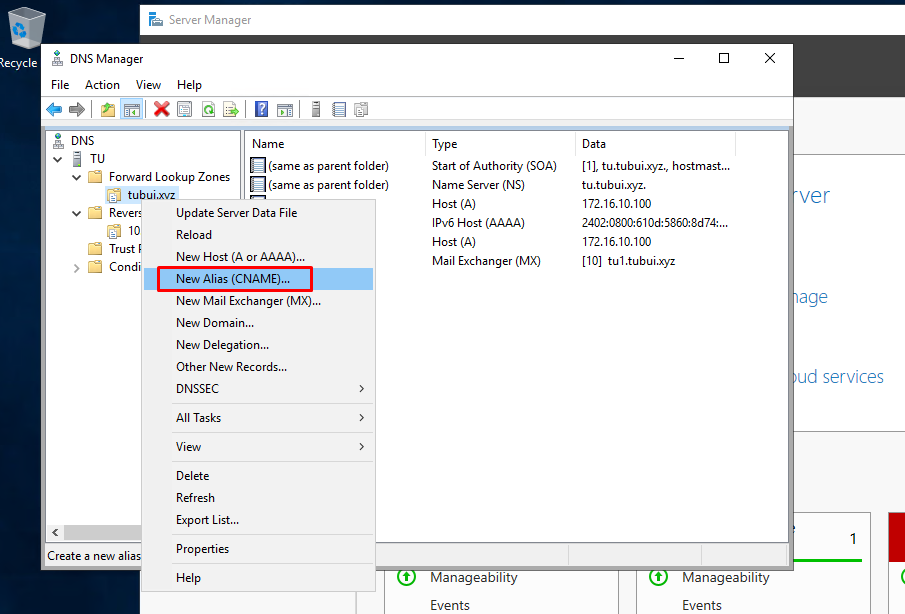 Recycle
Server Manager
DNS Manager
File Action View Help
DNS
TU
Forward Lookup Zones
tubui.xyz
Revers
10
Trust P
Condi
Name Type Data
(same as parent folder) Start of Authority (SOA) [1], tu.tubui.xyz., hostmast...
(same as parent folder) Name Server (NS) tu.tubui.xyz.
Host (A) 172.16.10.100
IPv6 Host (AAAA) 2402:0800:610d:5860:8d74:...
Host (A) 172.16.10.100
Mail Exchanger (MX) [10] tu1.tubui.xyz
Update Server Data File
Reload
New Host (A or AAAA)...
New Alias (CNAME)...
New Mail Exchanger (MX)...
New Domain...
New Delegation...
Other New Records...
DNSSEC
All Tasks
View
Delete
Refresh
Export List...
Properties
Help
Create a new alias
ver
nage
oud services
1
Manageability
Events
Manageability
Events